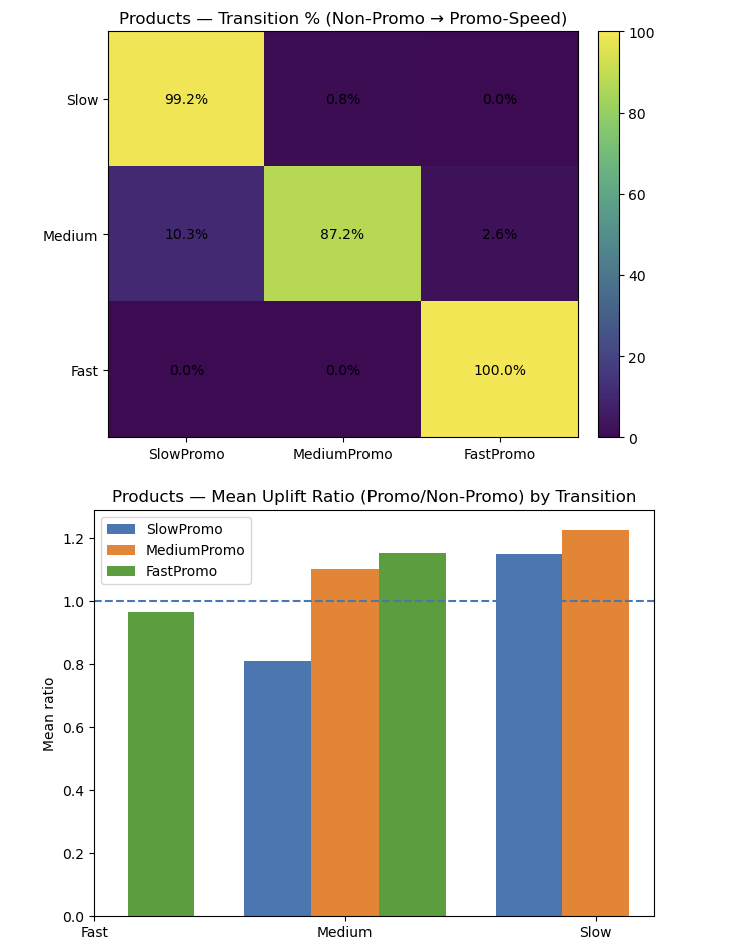 Products — Transition % (Non-Promo → Promo-Speed)
100
80
60
40
20
0
Slow
99.2%
0.8%
0.0%
Medium
10.3%
87.2%
2.6%
Fast
0.0%
0.0%
100.0%
SlowPromo
MediumPromo
FastPromo
Products — Mean Uplift Ratio (Promo/Non-Promo) by Transition
SlowPromo
MediumPromo
FastPromo
Mean ratio
1.2
1.0
0.8
0.6
0.4
0.2
0.0
Fast
Medium
Slow